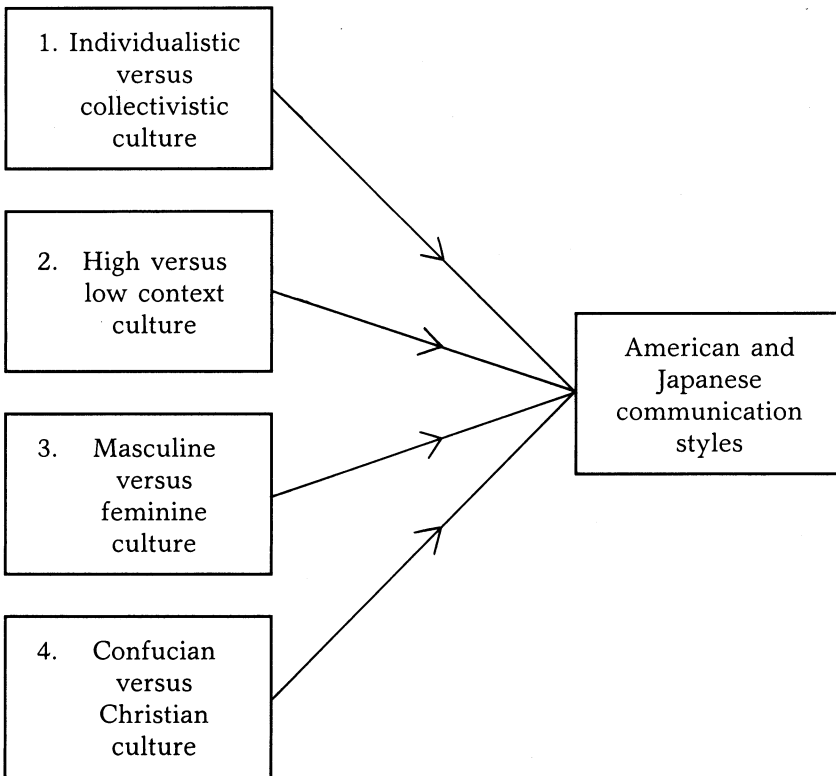 1. Individualistic
versus
collectivistic
culture
2. High versus
low context
culture
3. Masculine
versus
feminine
culture
4. Confucian
versus
Christian
culture
American and
Japanese
communication
styles